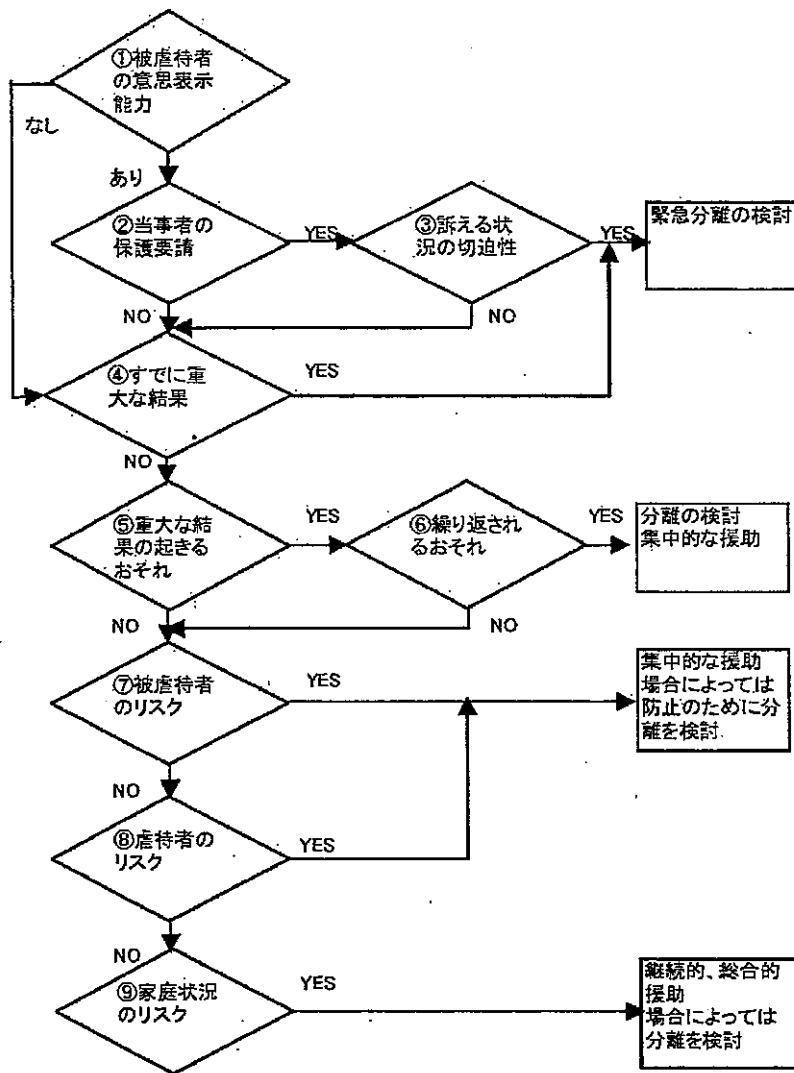 ①被虐待者
の意思表示
能力
なし
あり
②当事者の
保護要請
YES
③訴える状
況の切迫性
YES
緊急分離の検討
NO
NO
④すでに重
大な結果
YES
NO
⑤重大な結
果の起きる
おそれ
YES
⑥繰り返され
るおそれ
YES
分離の検討
集中的な援助
NO
NO
⑦被虐待者
のリスク
YES
集中的な援助
場合によっては
防止のために分
離を検討
NO
⑧虐待者の
リスク
YES
NO
⑨家庭状況
のリスク
YES
継続的、総合的
援助
場合によっては
分離を検討